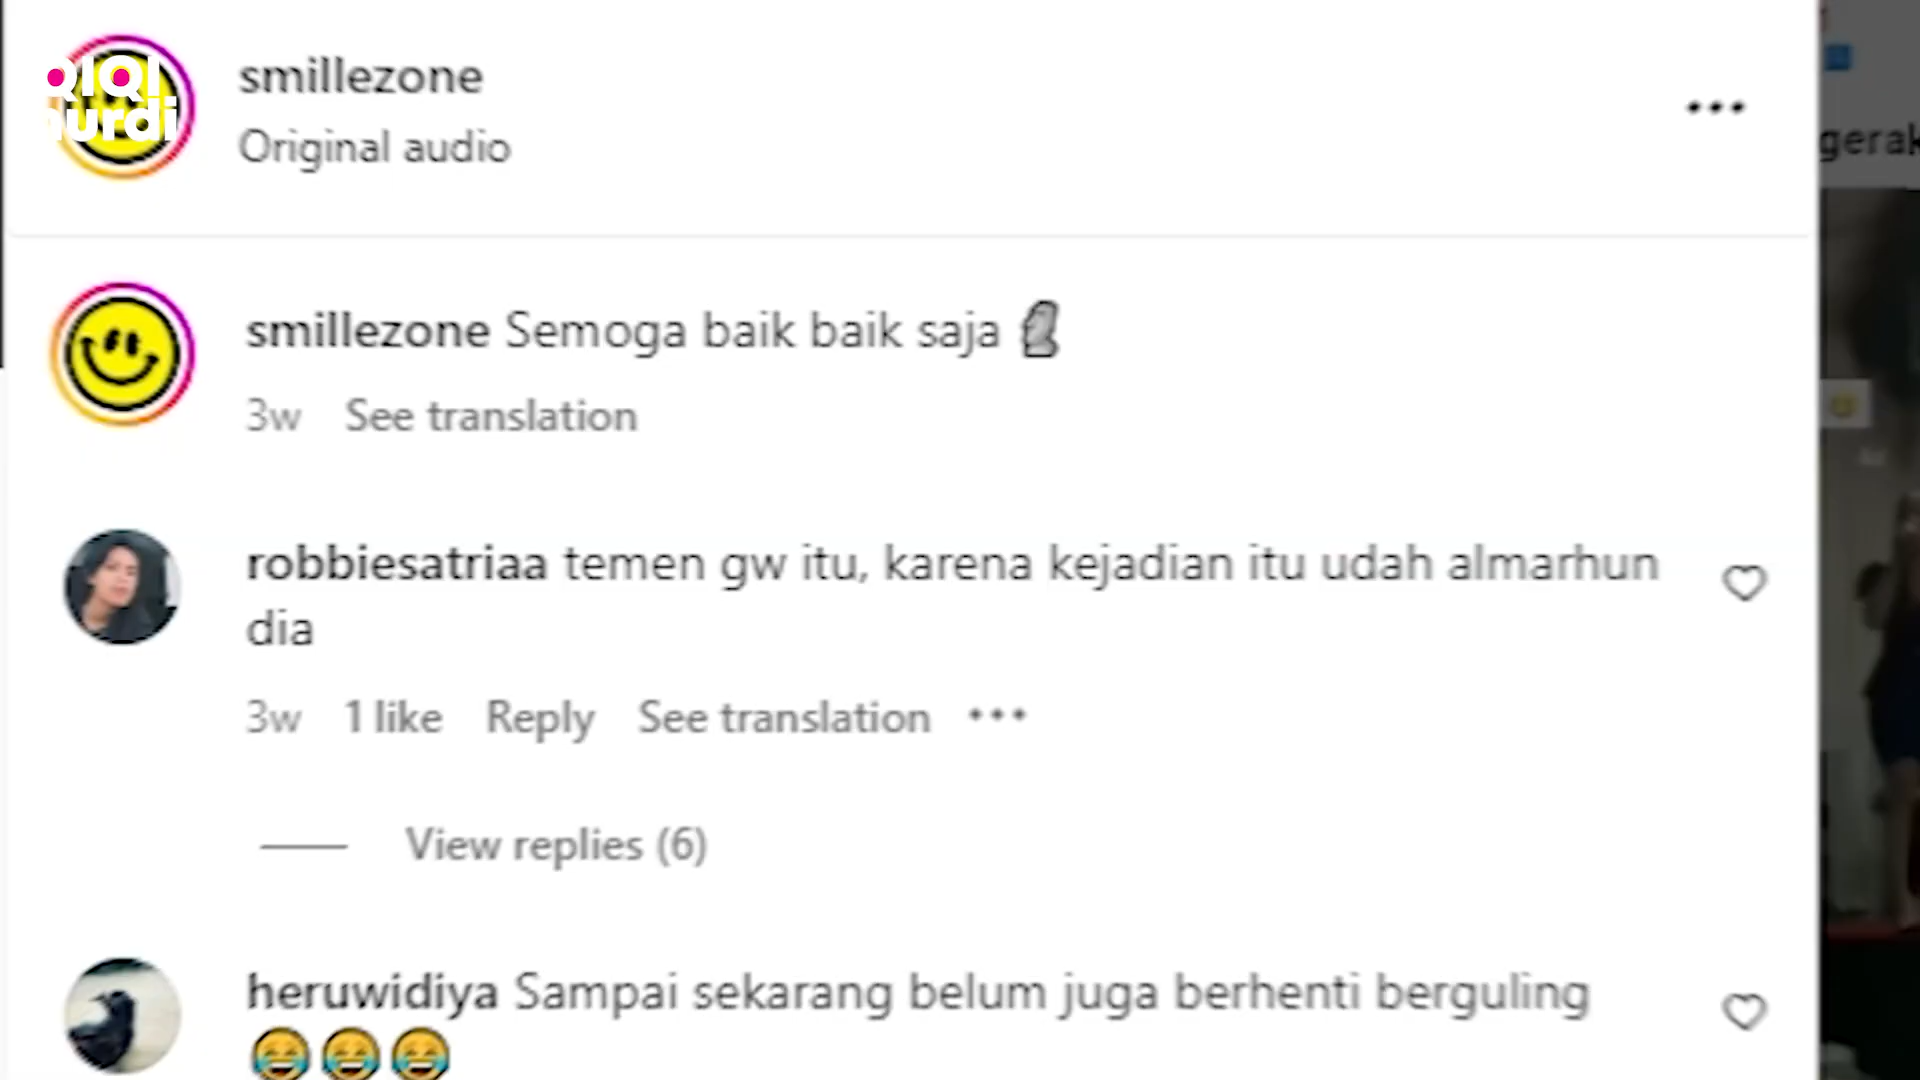 smillezone
Original audio
smillezone Semoga baik baik saja 🗿
3w See translation
robbiesatriaa temen gw itu, karena kejadian itu udah almarhun
dia
3w 1 like Reply See translation
View replies (6)
heruwidiya Sampai sekarang belum juga berhenti berguling
😂😂😂